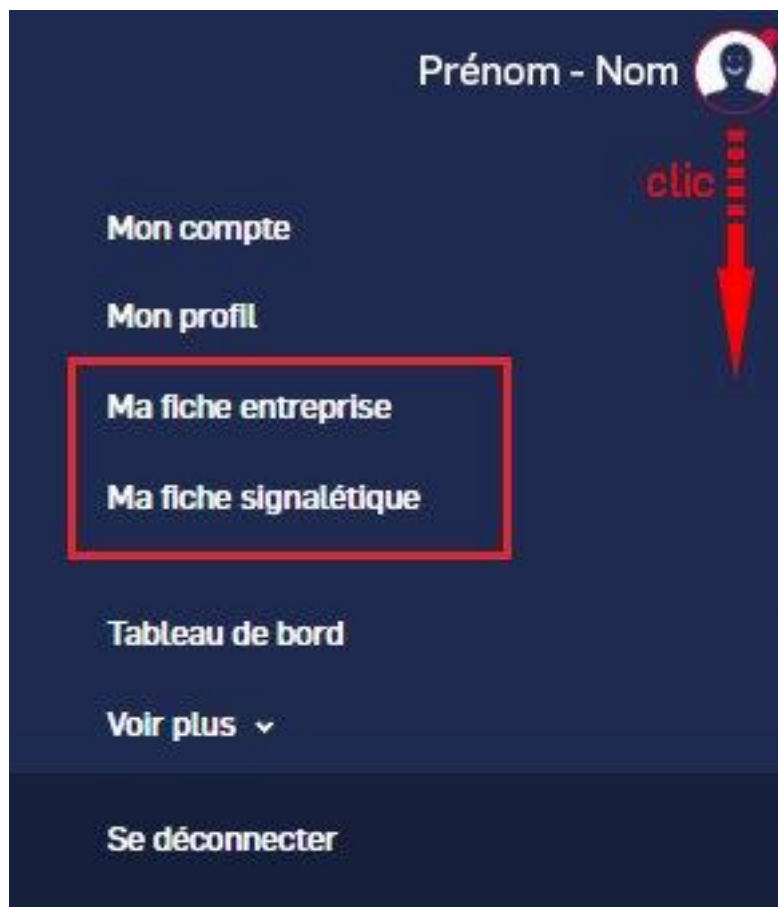 Prénom - Nom
clic
Mon compte
Mon profil
Ma fiche entreprise
Ma fiche signalétique
Tableau de bord
Voir plus
Se déconnecter